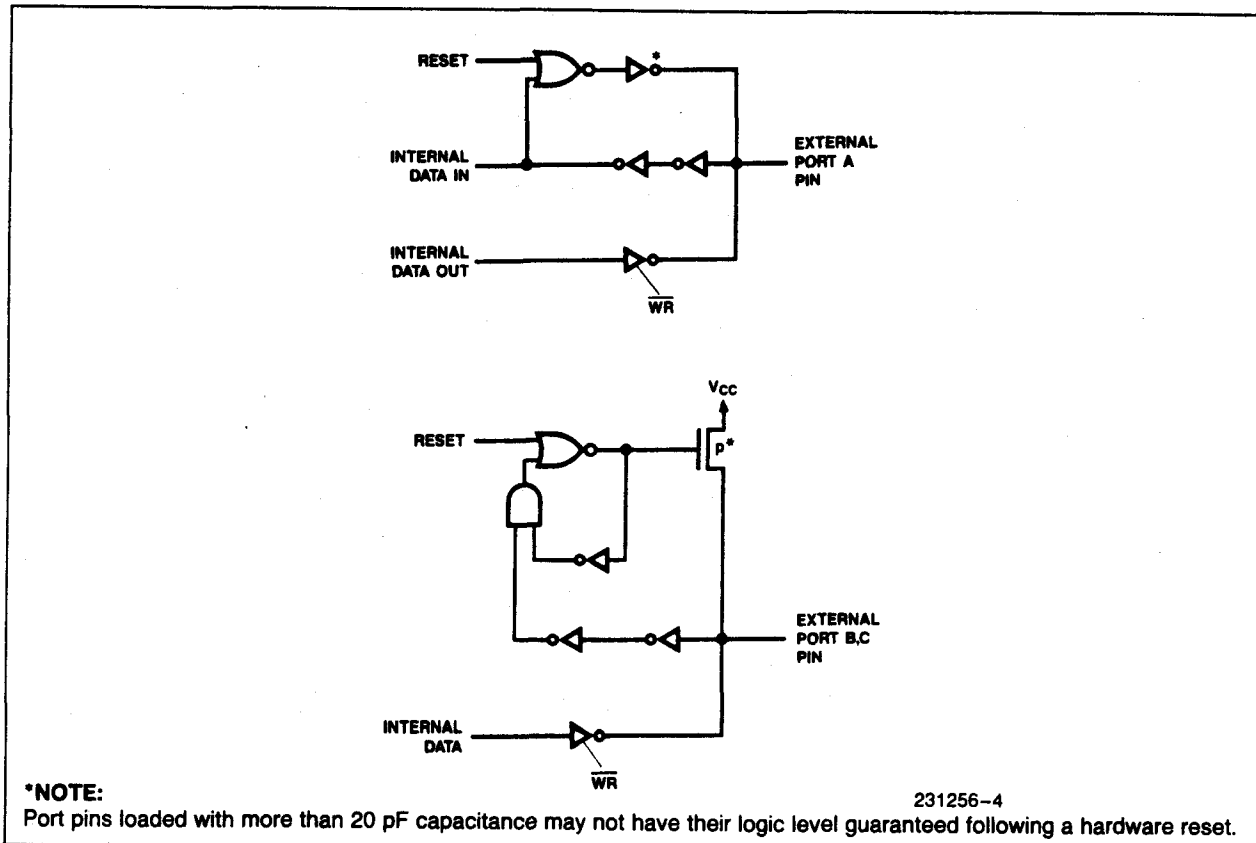 RESET
*
INTERNAL
DATA IN
EXTERNAL
PORT A
PIN
INTERNAL
DATA OUT
WR
VCC
RESET
p*
EXTERNAL
PORT B,C
PIN
INTERNAL
DATA
WR
*NOTE:
231256-4
Port pins loaded with more than 20 pF capacitance may not have their logic level guaranteed following a hardware reset.